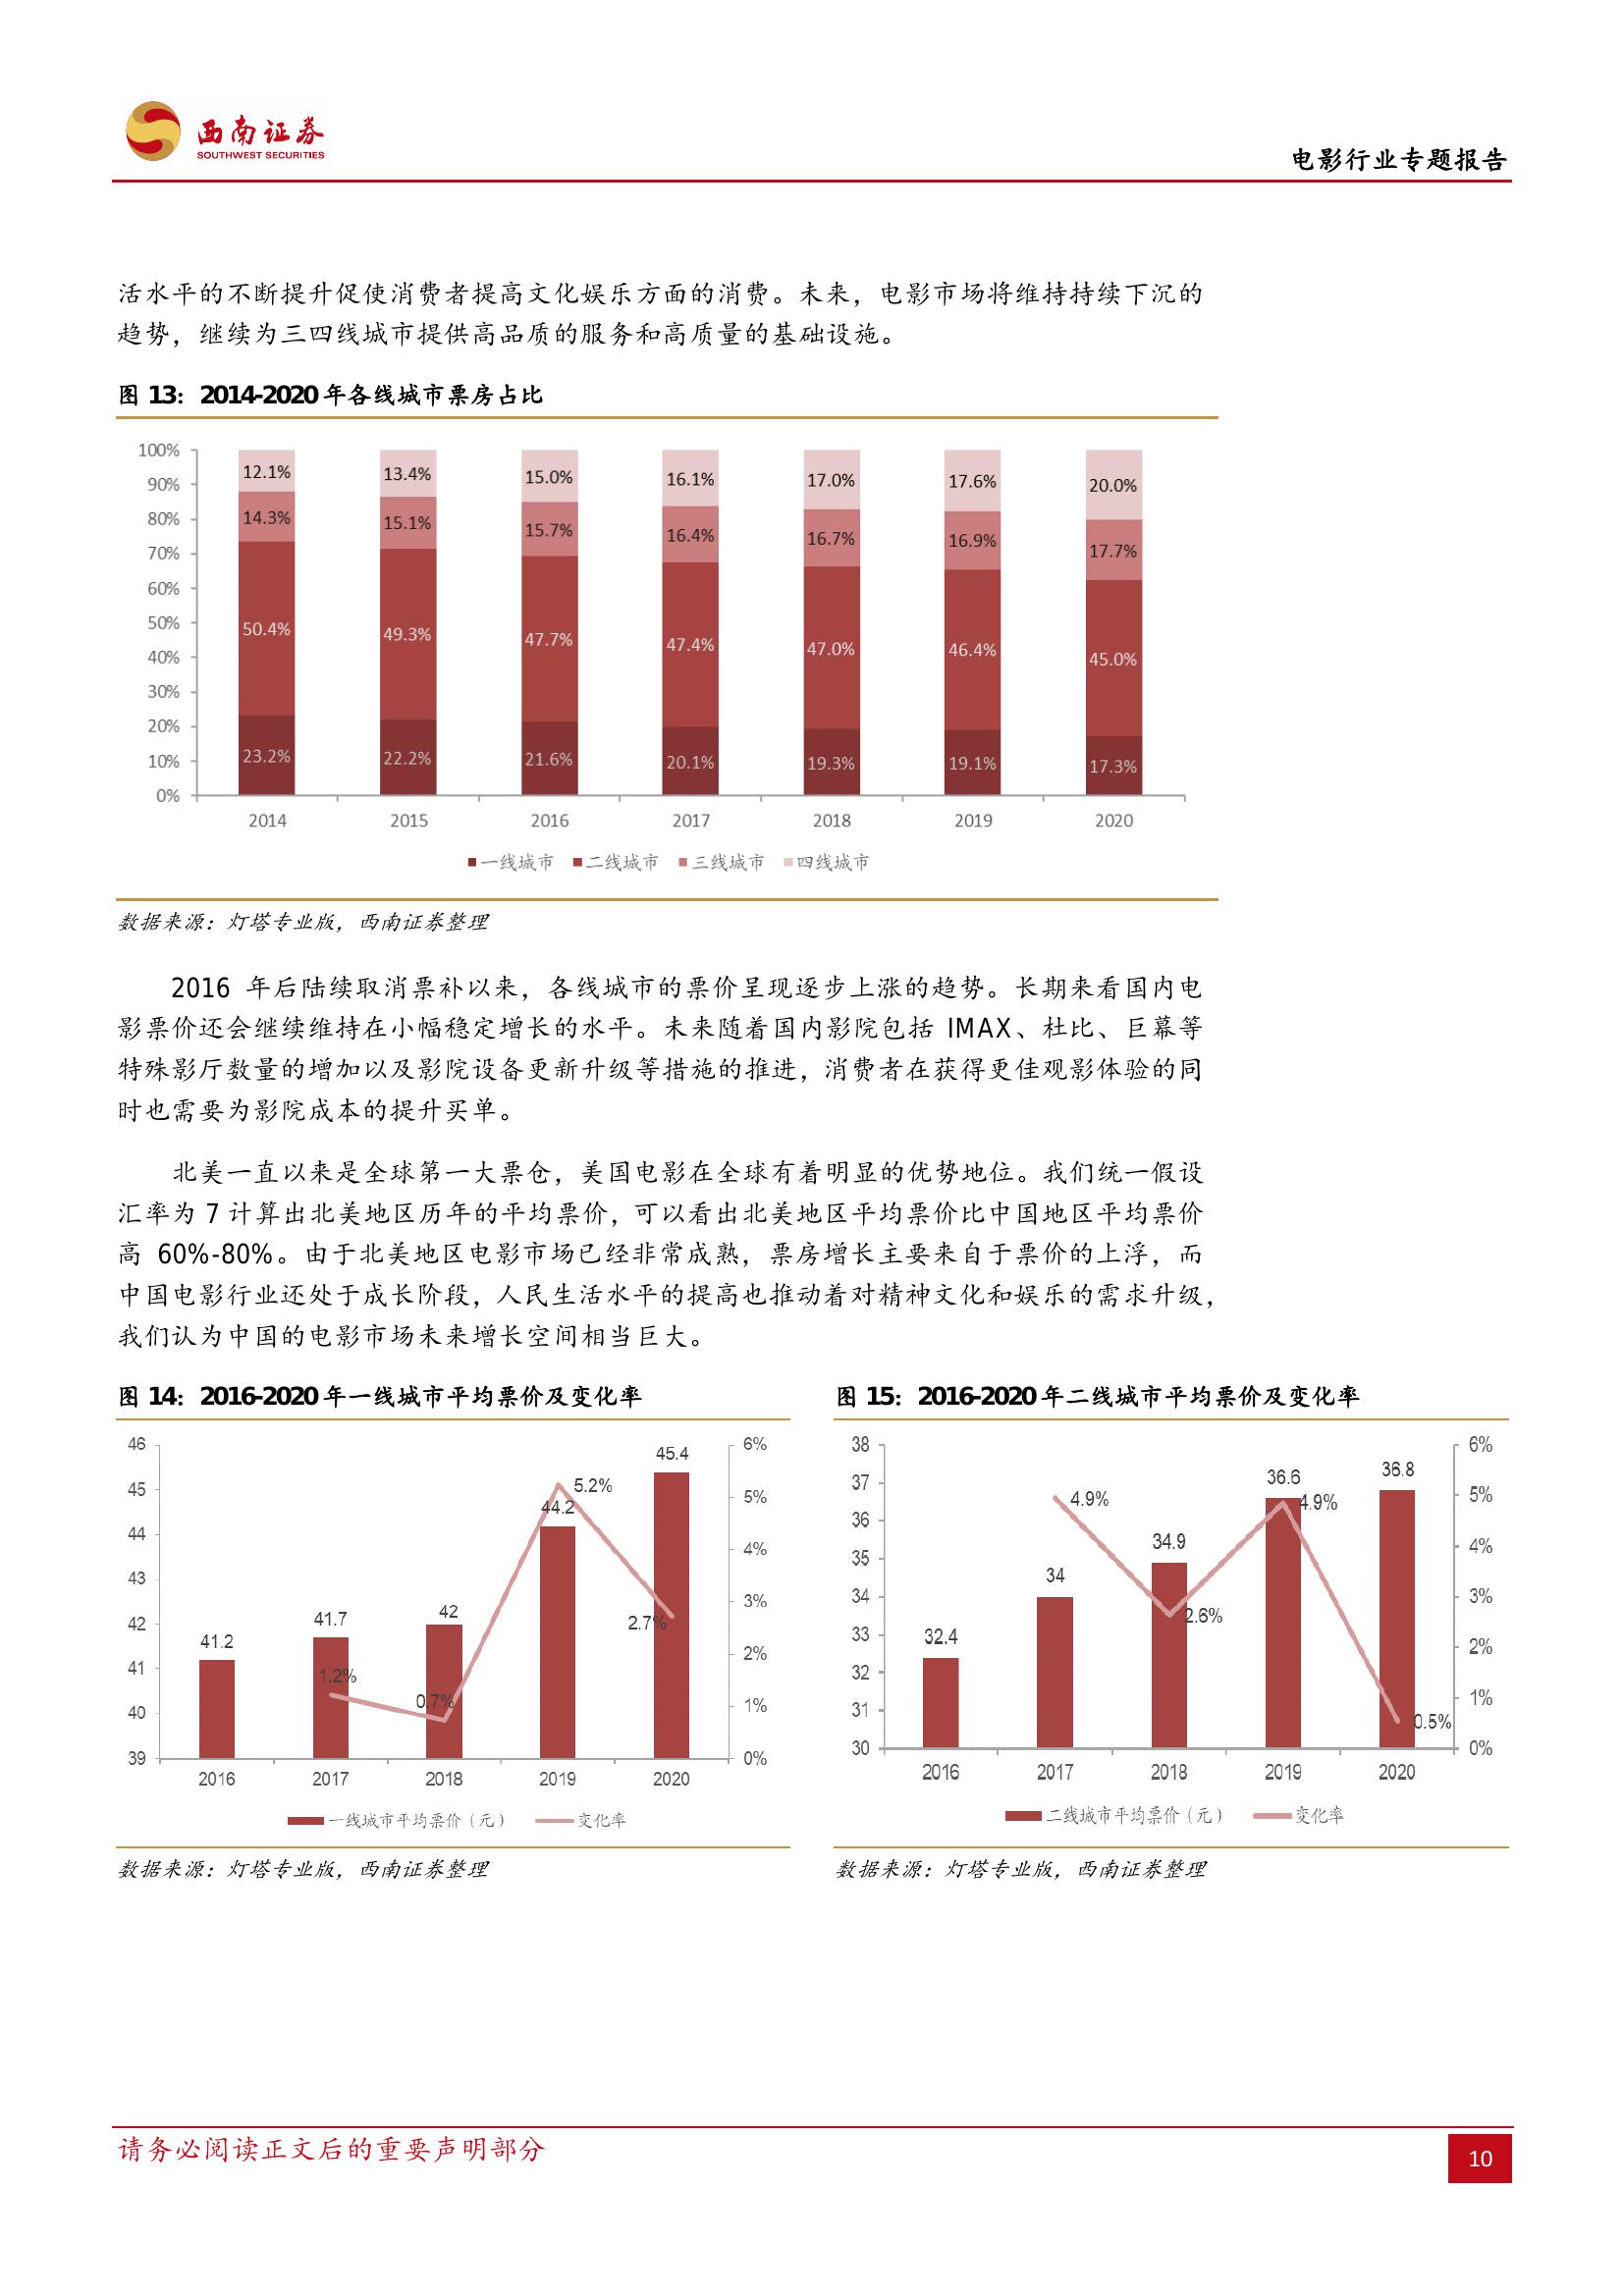 西南证券
SOUTHWEST SECURITIES
电影行业专题报告
活水平的不断提升促使消费者提高文化娱乐方面的消费。未来，电影市场将维持持续下沉的
趋势，继续为三四线城市提供高品质的服务和高质量的基础设施。
图 13：2014-2020 年各线城市票房占比
100%
90%
80%
70%
60%
50%
40%
30%
20%
10%
0%
12.1% 13.4% 15.0% 16.1% 17.0% 17.6% 20.0%
14.3% 15.1% 15.7% 16.4% 16.7% 16.9% 17.7%
50.4% 49.3% 47.7% 47.4% 47.0% 46.4% 45.0%
23.2% 22.2% 21.6% 20.1% 19.3% 19.1% 17.3%
2014 2015 2016 2017 2018 2019 2020
一线城市 二线城市 三线城市 四线城市
数据来源：灯塔专业版，西南证券整理
2016 年后陆续取消票补以来，各线城市的票价呈现逐步上涨的趋势。长期来看国内电
影票价还会继续维持在小幅稳定增长的水平。未来随着国内影院包括 IMAX、杜比、巨幕等
特殊影厅数量的增加以及影院设备更新升级等措施的推进，消费者在获得更佳观影体验的同
时也需要为影院成本的提升买单。
北美一直以来是全球第一大票仓，美国电影在全球有着明显的优势地位。我们统一假设
汇率为 7 计算出北美地区历年的平均票价，可以看出北美地区平均票价比中国地区平均票价
高 60%-80%。由于北美地区电影市场已经非常成熟，票房增长主要来自于票价的上浮，而
中国电影行业还处于成长阶段，人民生活水平的提高也推动着对精神文化和娱乐的需求升级，
我们认为中国的电影市场未来增长空间相当巨大。
图 14：2016-2020 年一线城市平均票价及变化率
46
45
44
43
42
41
40
39
6%
5%
4%
3%
2%
1%
0%
41.2 41.7 42 44.2 45.4
1.2% 0.7% 5.2% 2.7%
2016 2017 2018 2019 2020
一线城市平均票价（元） 变化率
数据来源：灯塔专业版，西南证券整理
图 15：2016-2020 年二线城市平均票价及变化率
38
37
36
35
34
33
32
31
30
6%
5%
4%
3%
2%
1%
0%
32.4 34 34.9 36.6 36.8
4.9% 2.6% 4.9% 0.5%
2016 2017 2018 2019 2020
二线城市平均票价（元） 变化率
数据来源：灯塔专业版，西南证券整理
请务必阅读正文后的重要声明部分
10